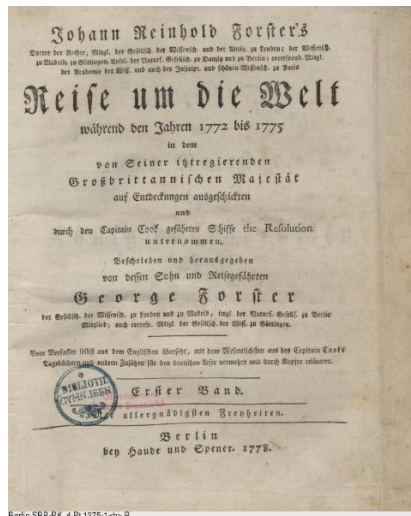 Johann Reinhold Forster's
Doctor der Rechte, Mitgl. der Gesellsch. der Wissensch. und der Antiq. zu London; der Wissensch.
zu Madrid, zu Göttingen, der Naturf. Gesellsch. zu Danzig und zu Berlin; correspond. Mitgl.
der Academie der Wiss. und auch der Inscript. und schönen Wissensch. zu Paris
Reise um die Welt
während den Jahren 1772 bis 1775
in dem
von Seiner itztregierenden
Großbrittannischen Majestät
auf Entdeckungen ausgeschickten
und
durch den Capitain Cook geführten Schiffe the Resolution
unternommen.
Beschrieben und herausgegeben
von dessen Sohn und Reisegefährten
George Forster
der Gesellsch. der Wissensch. zu London und zu Madrid, imgl. der Naturf. Gesells. zu Berlin
Mitglied; auch corresp. Mitgl. der Gesellsch. der Wiss. zu Göttingen.
Vom Verfasser selbst aus dem Englischen übersetzt, mit dem Wesentlichsten aus des Capitain Cooks
Tagebüchern und andern Zusätzen für den deutschen Leser vermehrt und durch Kupfer erläutert.
Erster Band.
BIBLIOTH.
GYMN.
allergnädigsten Freyheiten.
Berlin
bey Haude und Spener. 1778.